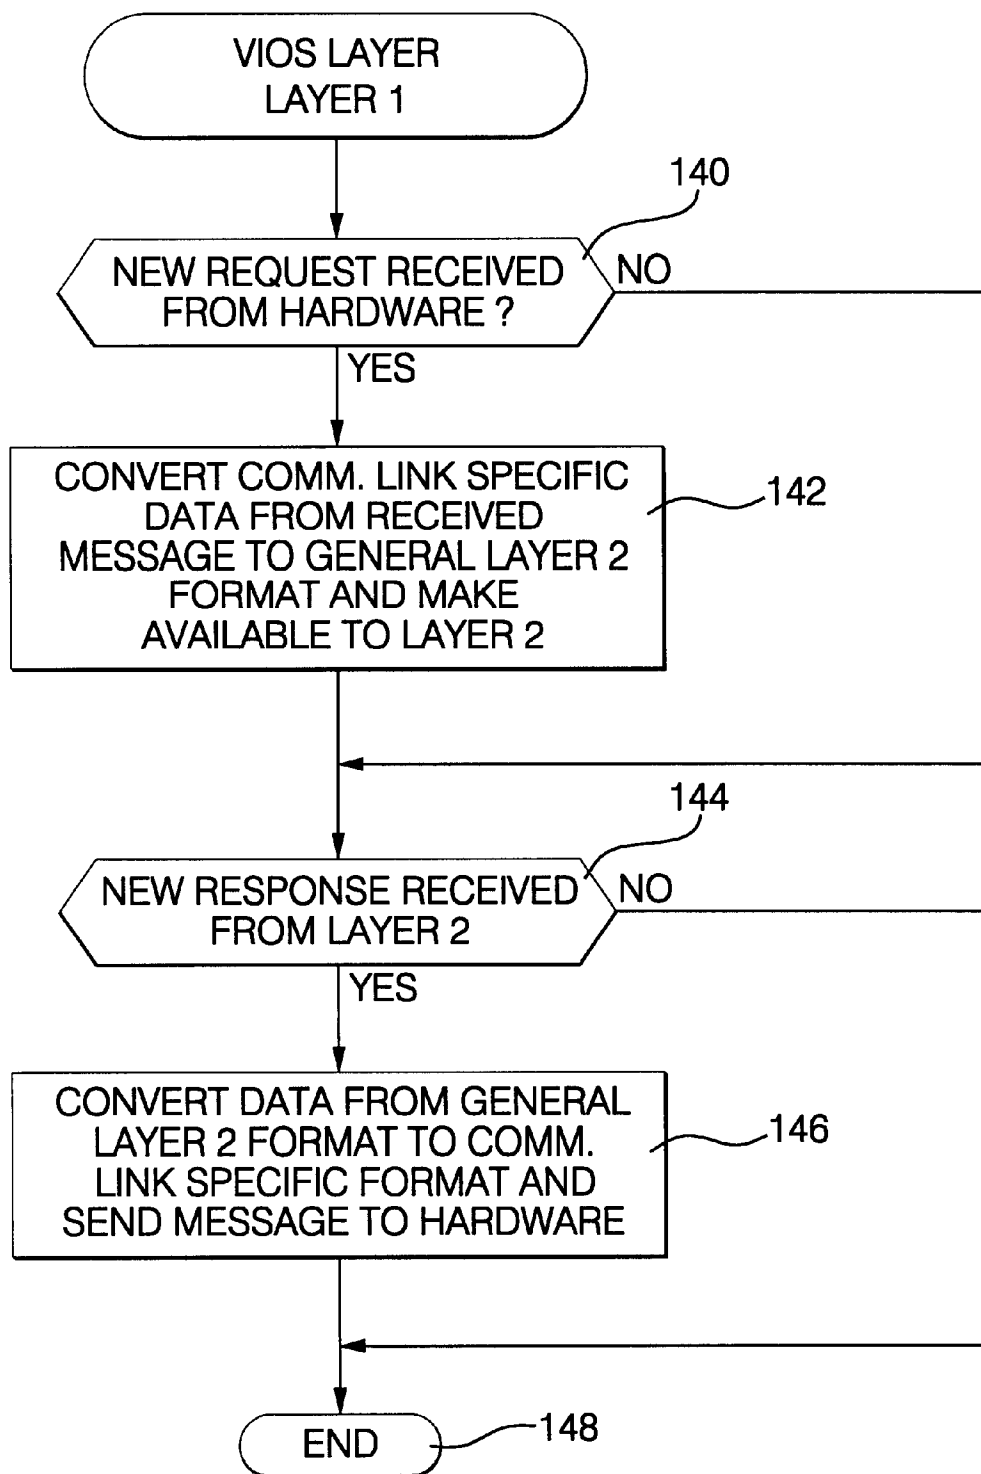 VIOS LAYER
LAYER 1
140
NEW REQUEST RECEIVED
FROM HARDWARE ?
NO
YES
CONVERT COMM. LINK SPECIFIC
DATA FROM RECEIVED
MESSAGE TO GENERAL LAYER 2
FORMAT AND MAKE
AVAILABLE TO LAYER 2
142
144
NEW RESPONSE RECEIVED
FROM LAYER 2
NO
YES
CONVERT DATA FROM GENERAL
LAYER 2 FORMAT TO COMM.
LINK SPECIFIC FORMAT AND
SEND MESSAGE TO HARDWARE
146
END
148